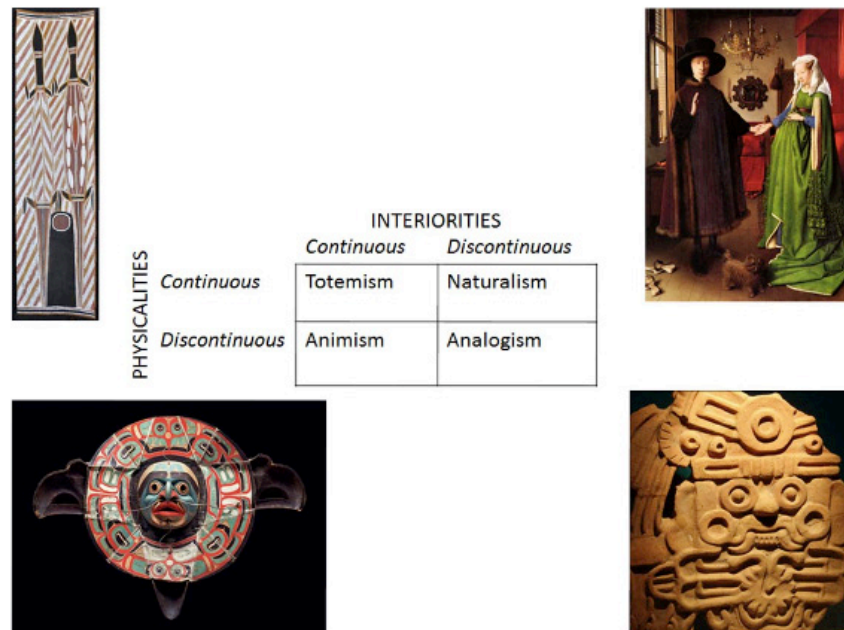 INTERIORITIES
Continuous Discontinuous
PHYSICALITIES
Continuous Totemism Naturalism
Discontinuous Animism Analogism